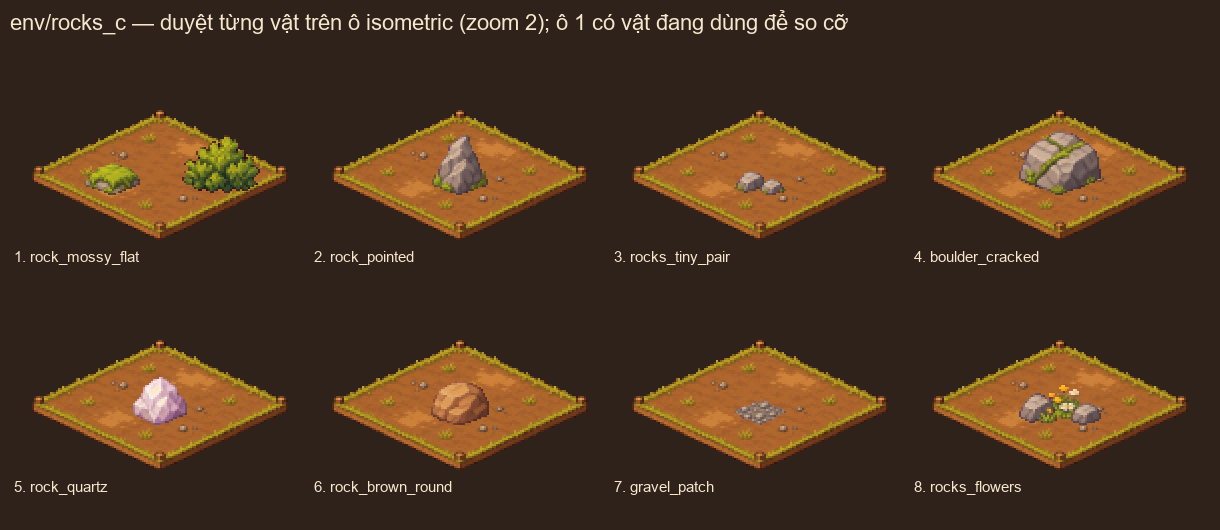 env/rocks_c — duyệt từng vật trên ô isometric (zoom 2); ô 1 có vật đang dùng để so cỡ
1. rock_mossy_flat
2. rock_pointed
3. rocks_tiny_pair
4. boulder_cracked
5. rock_quartz
6. rock_brown_round
7. gravel_patch
8. rocks_flowers